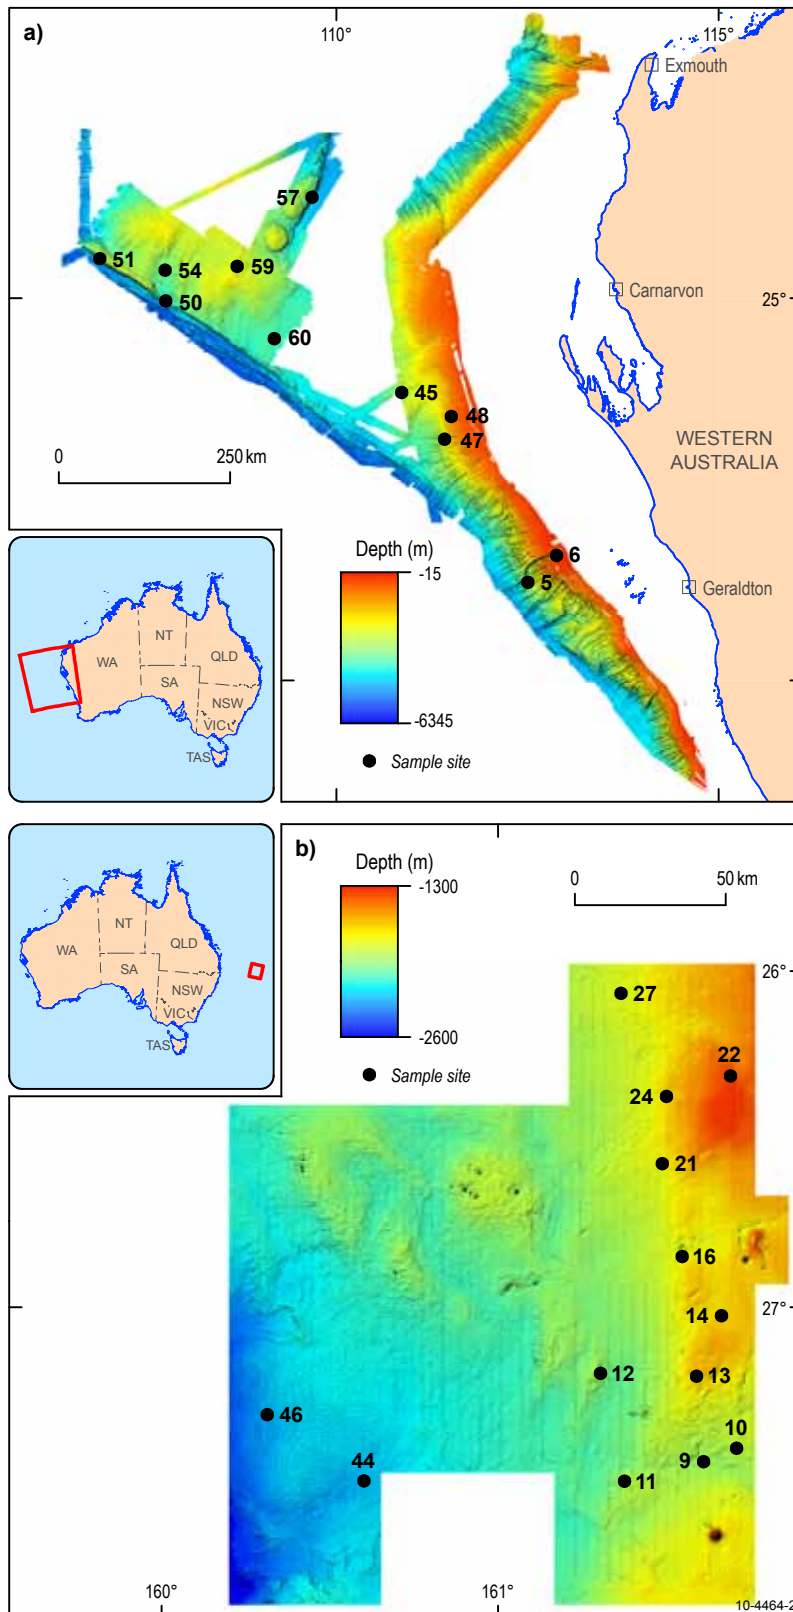 a)
110°
115°
Exmouth
57
51
54
59
Carnarvon
25°
50
60
45
48
47
WESTERN
AUSTRALIA
0
250 km
6
5
Geraldton
Depth (m)
-15
-6345
Sample site
NT
WA
QLD
SA
NSW
VIC
TAS
b)
Depth (m)
-1300
-2600
Sample site
0
50 km
NT
WA
QLD
SA
NSW
VIC
TAS
26°
27
22
24
21
16
27°
14
12
13
46
10
44
9
11
160°
161°
10-4464-2